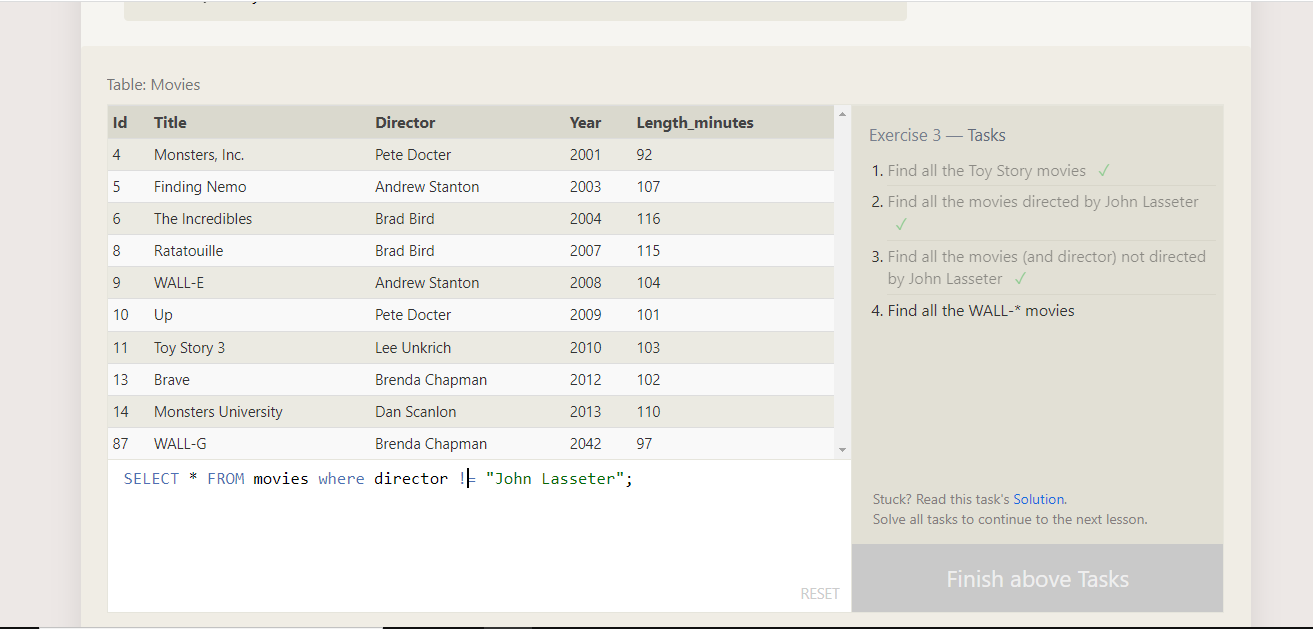 Table: Movies
Id Title Director Year Length_minutes
4 Monsters, Inc. Pete Docter 2001 92
5 Finding Nemo Andrew Stanton 2003 107
6 The Incredibles Brad Bird 2004 116
8 Ratatouille Brad Bird 2007 115
9 WALL-E Andrew Stanton 2008 104
10 Up Pete Docter 2009 101
11 Toy Story 3 Lee Unkrich 2010 103
13 Brave Brenda Chapman 2012 102
14 Monsters University Dan Scanlon 2013 110
87 WALL-G Brenda Chapman 2042 97
SELECT * FROM movies where director != "John Lasseter";
RESET
Exercise 3 — Tasks
1. Find all the Toy Story movies ✓
2. Find all the movies directed by John Lasseter
✓
3. Find all the movies (and director) not directed
by John Lasseter ✓
4. Find all the WALL-* movies
Stuck? Read this task's Solution.
Solve all tasks to continue to the next lesson.
Finish above Tasks